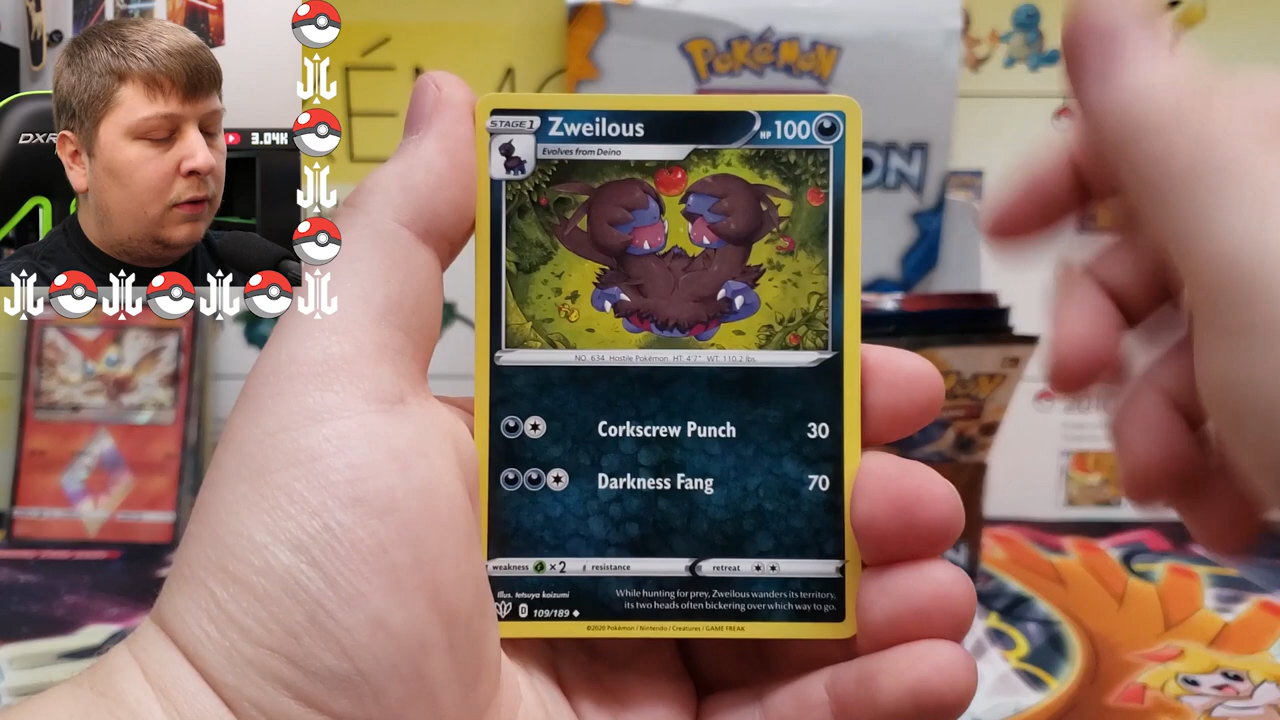 DXR
3.04K
POKÉMON
STAGE 1
Zweilous
HP 100
Evolves from Deino
NO. 634 Hostile Pokémon HT: 4'7" WT: 110.2 lbs.
Corkscrew Punch 30
Darkness Fang 70
weakness ×2 resistance retreat
Illus. tetsuya koizumi
While hunting for prey, Zweilous wanders its territory,
its two heads often bickering over which way to go.
109/189
©2020 Pokémon / Nintendo / Creatures / GAME FREAK